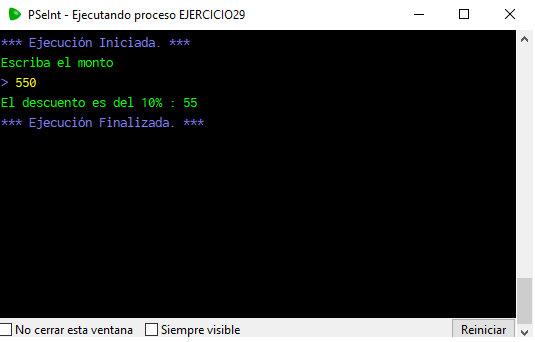 PSeInt - Ejecutando proceso EJERCICIO29
*** Ejecución Iniciada. ***
Escriba el monto
> 550
El descuento es del 10% : 55
*** Ejecución Finalizada. ***
No cerrar esta ventana Siempre visible Reiniciar